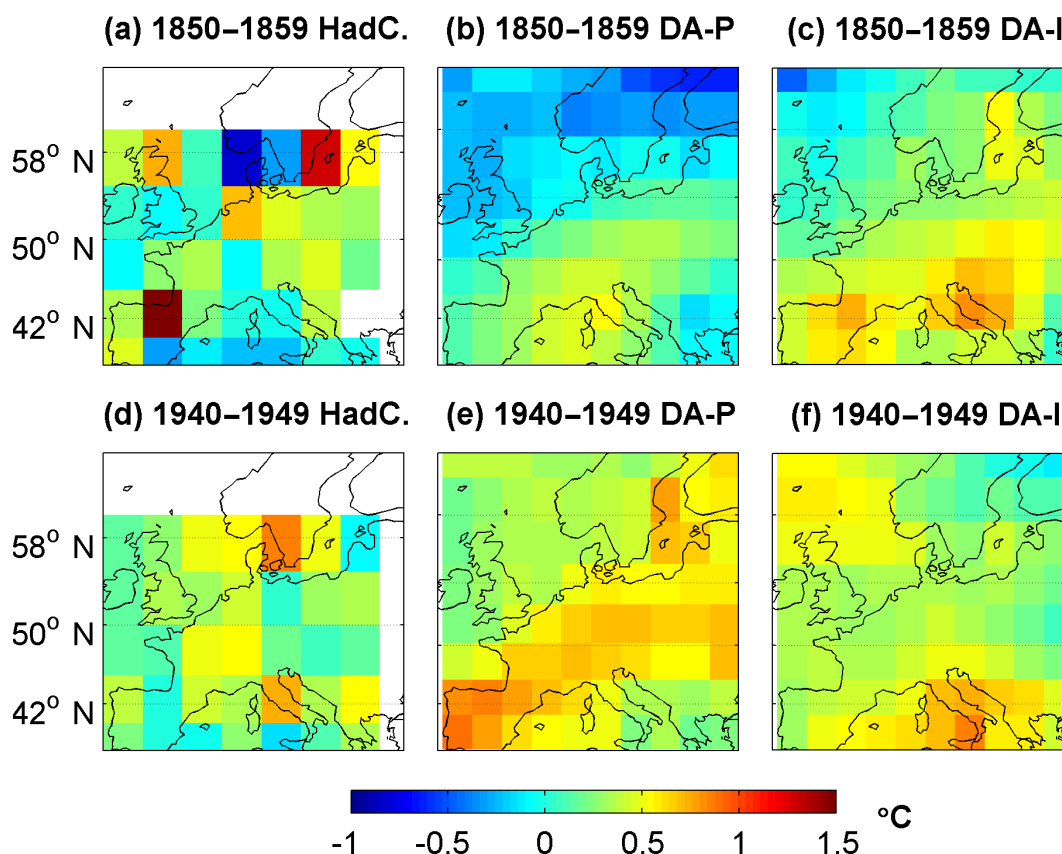 (a) 1850–1859 HadC.
(b) 1850–1859 DA-P
(c) 1850–1859 DA-I
58° N
50° N
42° N
(d) 1940–1949 HadC.
(e) 1940–1949 DA-P
(f) 1940–1949 DA-I
58° N
50° N
42° N
-1
-0.5
0
0.5
1
1.5
°C